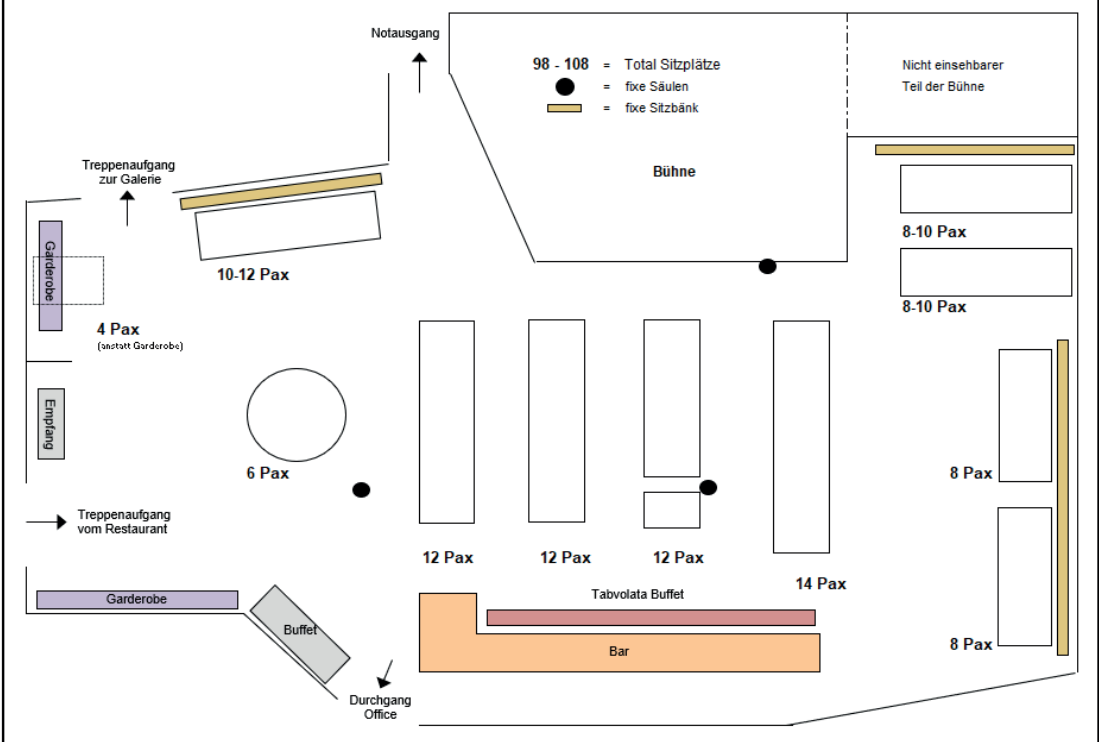 Notausgang
98 - 108 = Total Sitzplätze
= fixe Säulen
= fixe Sitzbänk
Nicht einsehbarer
Teil der Bühne
Bühne
Treppenaufgang
zur Galerie
Garderobe
10-12 Pax
8-10 Pax
8-10 Pax
4 Pax
(anstatt Garderobe)
Empfang
6 Pax
8 Pax
Treppenaufgang
vom Restaurant
12 Pax
12 Pax
12 Pax
14 Pax
Garderobe
Buffet
Tabvolata Buffet
Bar
8 Pax
Durchgang
Office